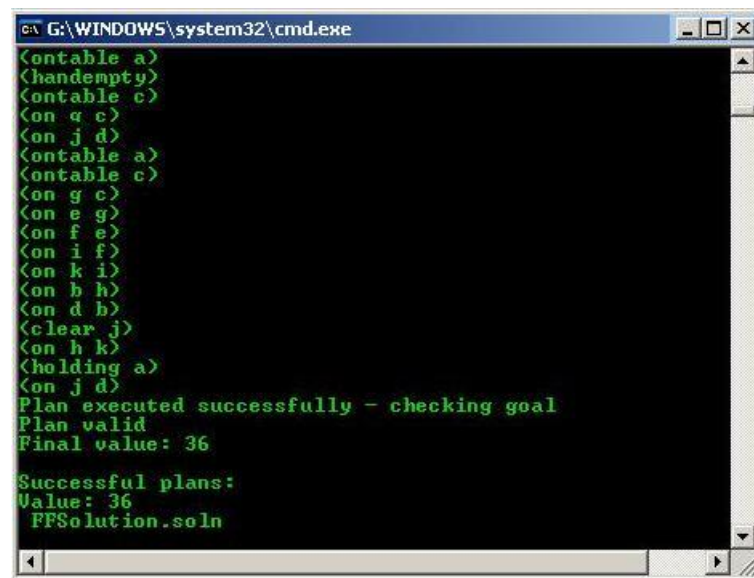 G:\WINDOWS\system32\cmd.exe
(ontable a)
(handempty)
(ontable c)
(on g c)
(on j d)
(ontable a)
(ontable c)
(on g c)
(on e g)
(on f e)
(on i f)
(on k i)
(on b h)
(on d b)
(clear j)
(on h k)
(holding a)
(on j d)
Plan executed successfully - checking goal
Plan valid
Final value: 36
Successful plans:
Value: 36
FFSolution.soln